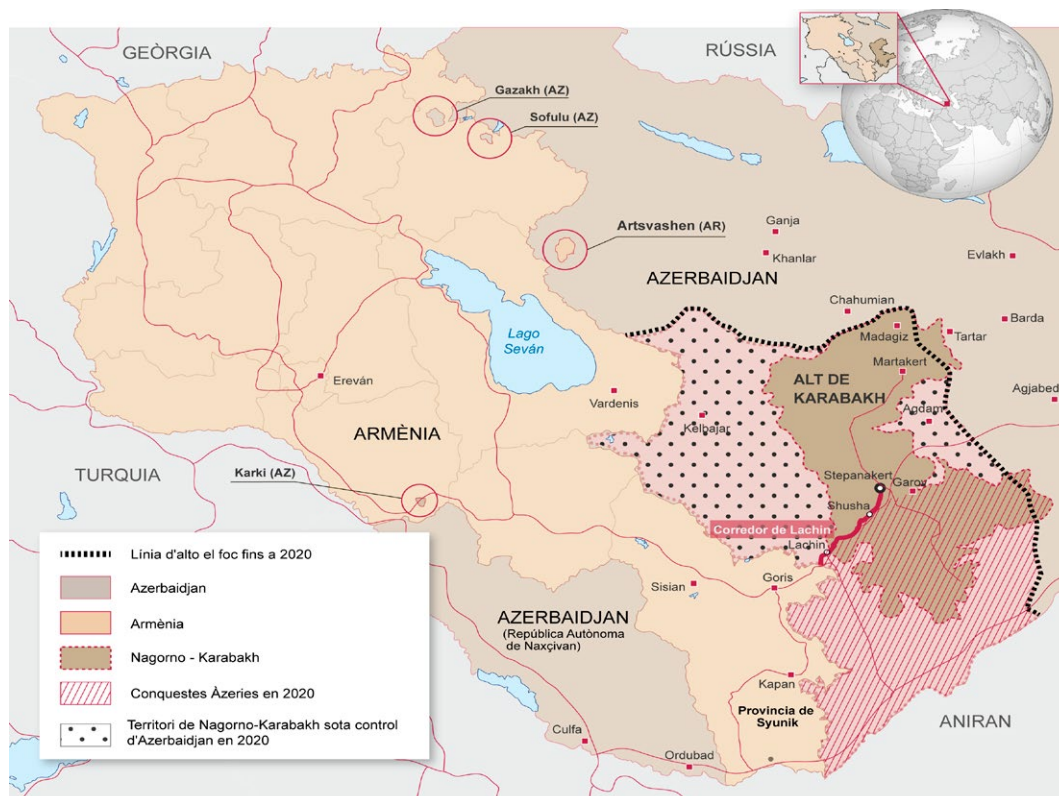 GEÒRGIA
RÚSSIA
Gazakh (AZ)
Sofulu (AZ)
Artsvashen (AR)
Ganja
Khanlar
Evlakh
AZERBAIDJAN
Chahumian
Barda
Madagiz
Tartar
Lago
Seván
Martakert
Ereván
ALT DE
KARABAKH
Vardenis
Agjabed
Agdam
Kelbajar
ARMÈNIA
TURQUIA
Karki (AZ)
Stepanakert
Garov
Shusha
Corredor de Lachin
Lachin
Línia d'alto el foc fins a 2020
Azerbaidjan
Armènia
Nagorno - Karabakh
Conquestes Àzeries en 2020
Territori de Nagorno-Karabakh sota control
d'Azerbaidjan en 2020
Sisian
Goris
AZERBAIDJAN
(República Autònoma
de Naxçivan)
Kapan
Provincia de
Syunik
ANIRAN
Culfa
Ordubad